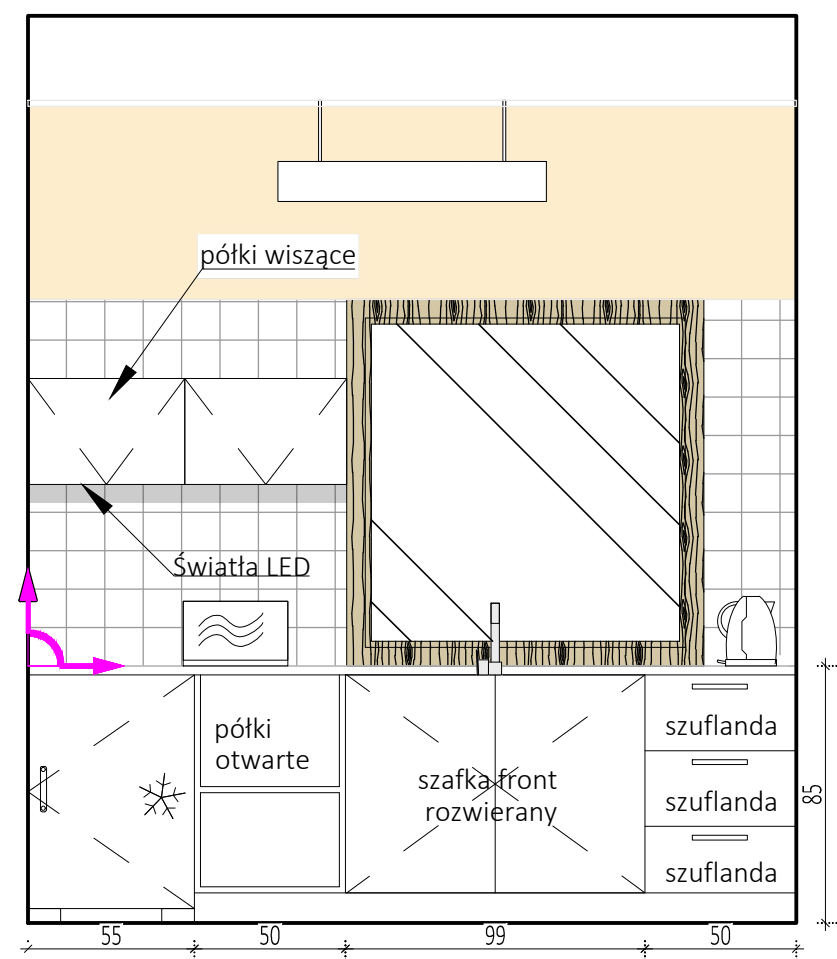 półki wiszące
Światła LED
półki
otwarte
szafka front
rozwierany
szuflanda
szuflanda
szuflanda
85
55
50
99
50